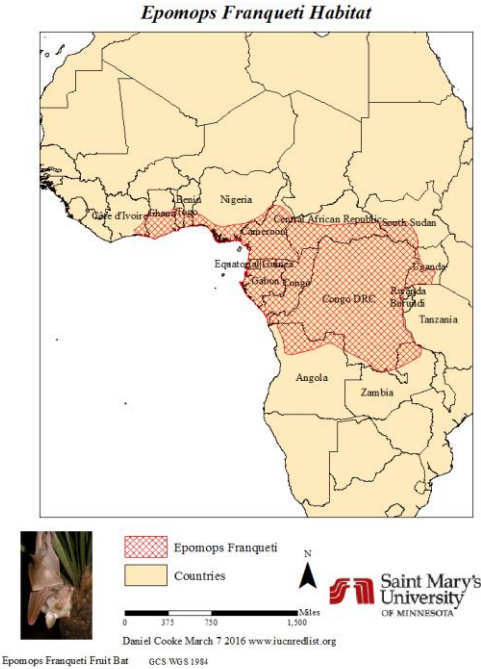 Epomops Franqueti Habitat
Benin
Nigeria
Côte d'Ivoire
Ghana
Togo
Central African Republic
South Sudan
Cameroon
Equatorial Guinea
Uganda
Gabon
Congo
Congo DRC
Rwanda
Burundi
Tanzania
Angola
Zambia
Epomops Franqueti
Countries
N
Miles
0 375 750 1,500
Saint Mary's
University
OF MINNESOTA
Daniel Cooke March 7 2016 www.iucnredlist.org
Epomops Franqueti Fruit Bat GCS WGS 1984